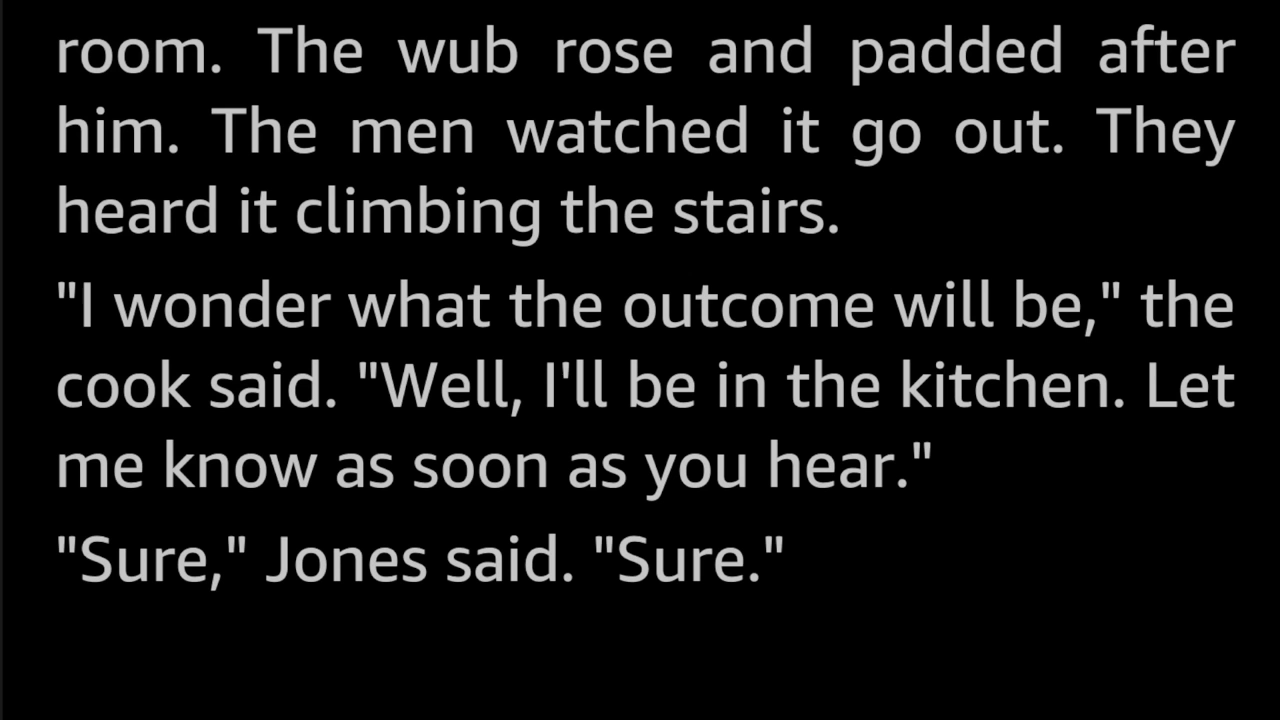 room. The wub rose and padded after
him. The men watched it go out. They
heard it climbing the stairs.
"I wonder what the outcome will be," the
cook said. "Well, I'll be in the kitchen. Let
me know as soon as you hear."
"Sure," Jones said. "Sure."